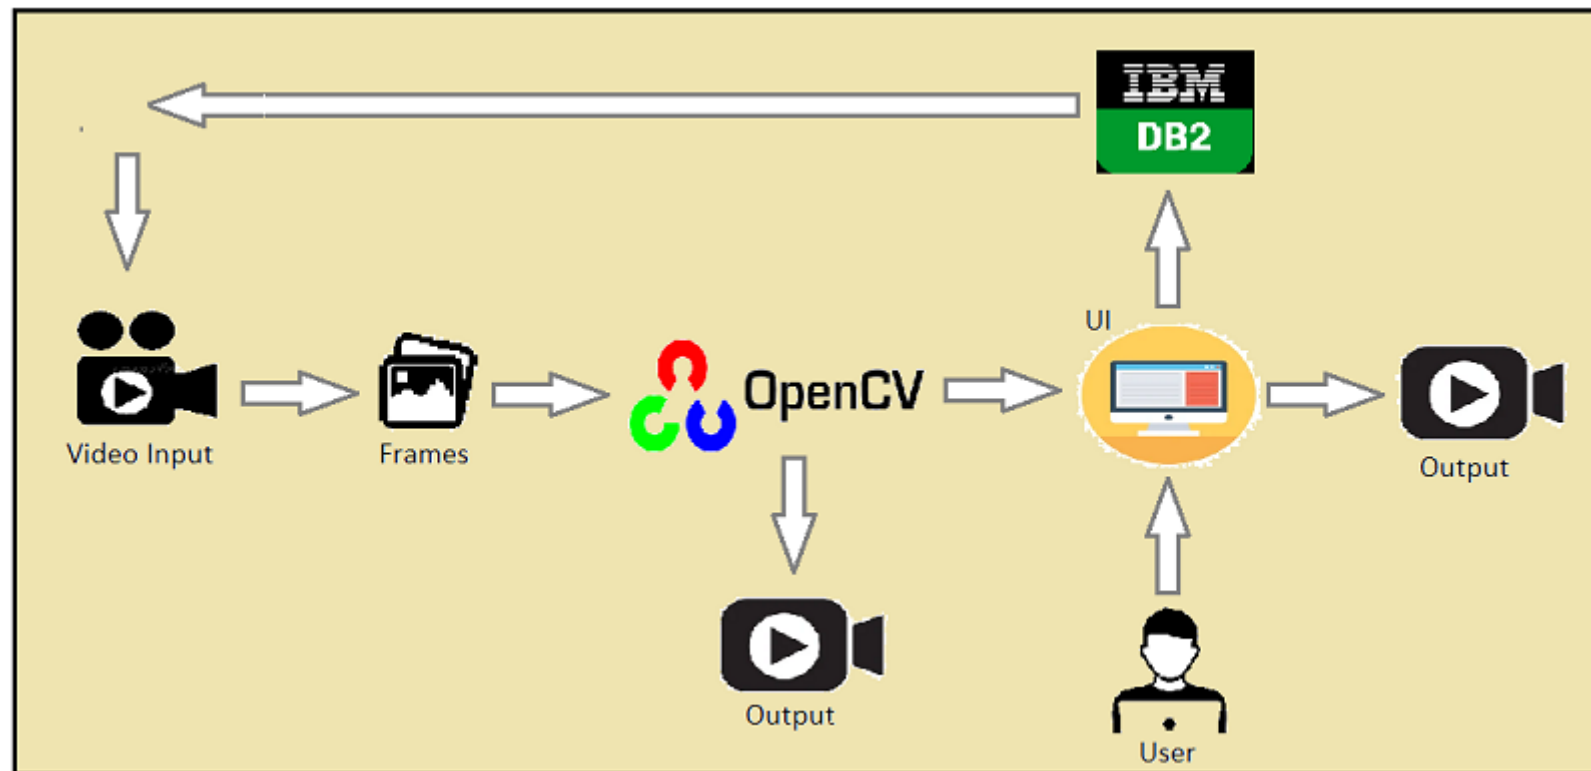 IBM
DB2
UI
OpenCV
Video Input
Frames
Output
Output
User